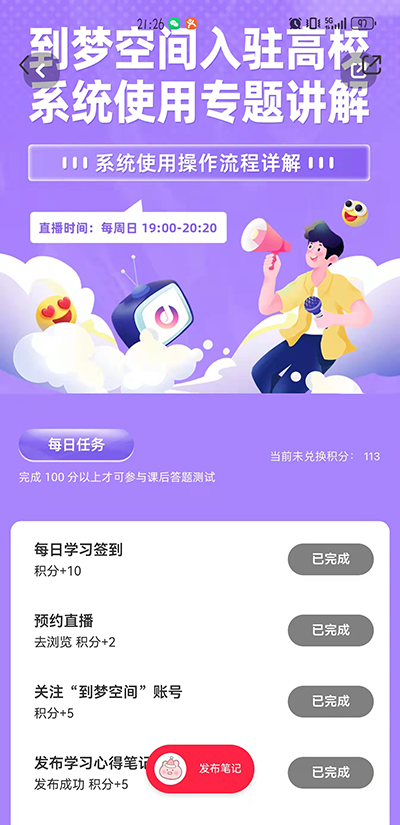 21:26
5G
97
到梦空间入驻高校
系统使用专题讲解
系统使用操作流程详解
直播时间：每周日 19:00-20:20
每日任务
当前未兑换积分： 113
完成 100 分以上才可参与课后答题测试
每日学习签到
积分+10
已完成
预约直播
去浏览 积分+2
已完成
关注“到梦空间”账号
积分+5
已完成
发布学习心得笔记
发布成功 积分+5
发布笔记
已完成